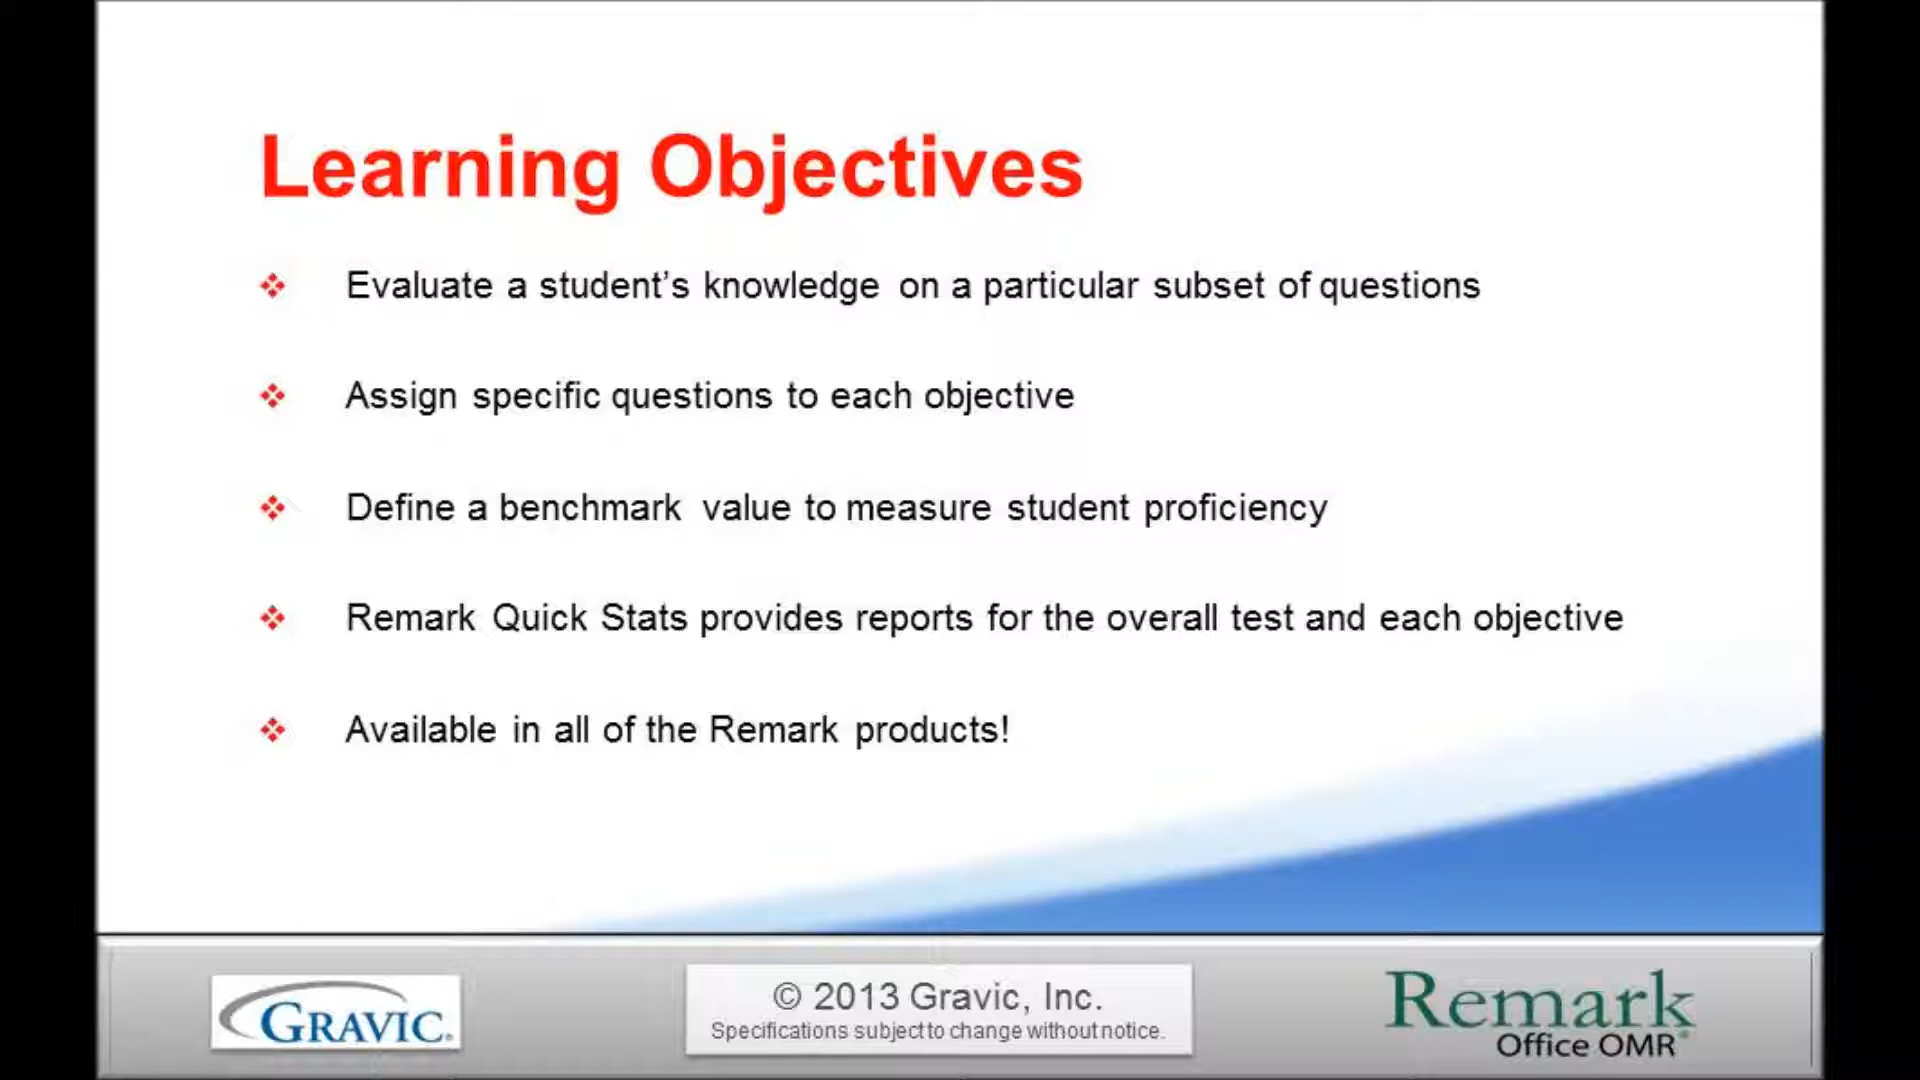 Learning Objectives
Evaluate a student’s knowledge on a particular subset of questions
Assign specific questions to each objective
Define a benchmark value to measure student proficiency
Remark Quick Stats provides reports for the overall test and each objective
Available in all of the Remark products!
GRAVIC®
© 2013 Gravic, Inc.
Specifications subject to change without notice.
Remark®
Office OMR